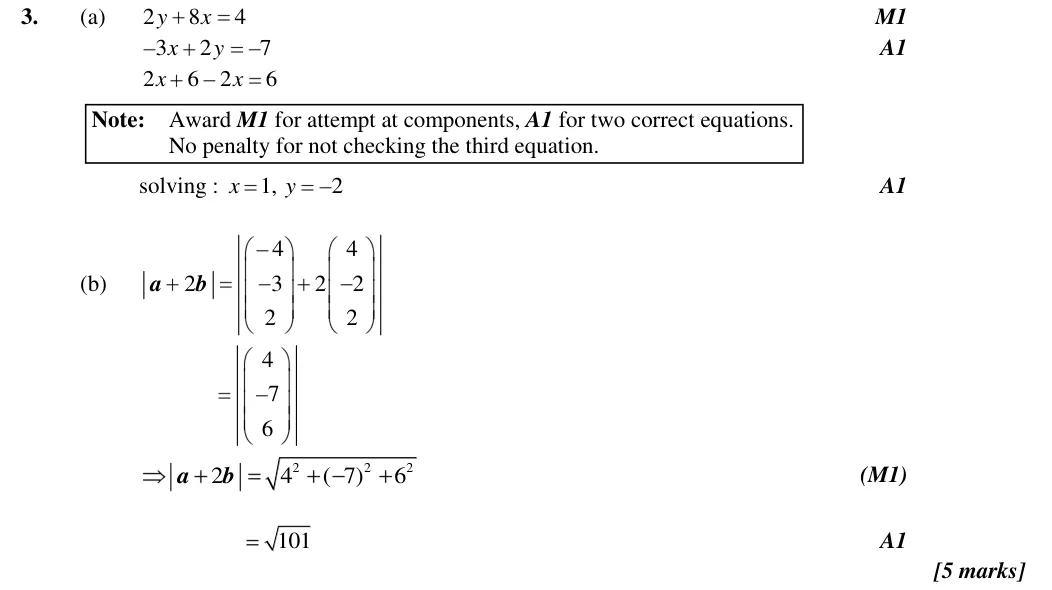 3. (a) 2y + 8x = 4 M1
−3x + 2y = −7 A1
2x + 6 − 2x = 6
Note: Award M1 for attempt at components, A1 for two correct equations.
No penalty for not checking the third equation.
solving : x = 1, y = −2 A1
(b) |a + 2b| = |(−4 −3 2) + 2(4 −2 2)|
= |(4 −7 6)|
⇒ |a + 2b| = √(4² + (−7)² + 6²) (M1)
= √101 A1
[5 marks]